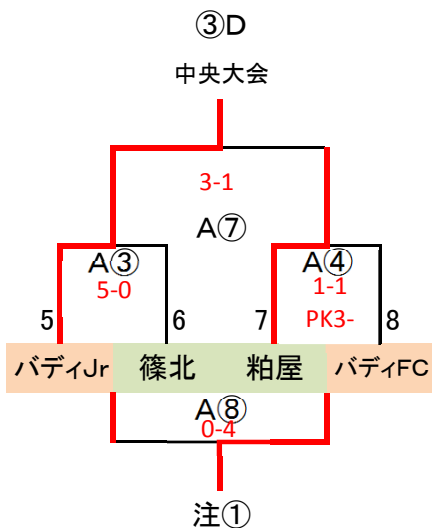 ③D
中央大会
3-1
A⑦
A③ A④
5-0 1-1
5 6 7 PK3- 8
バディJr 篠北 粕屋 バディFC
A⑧
0-4
注①